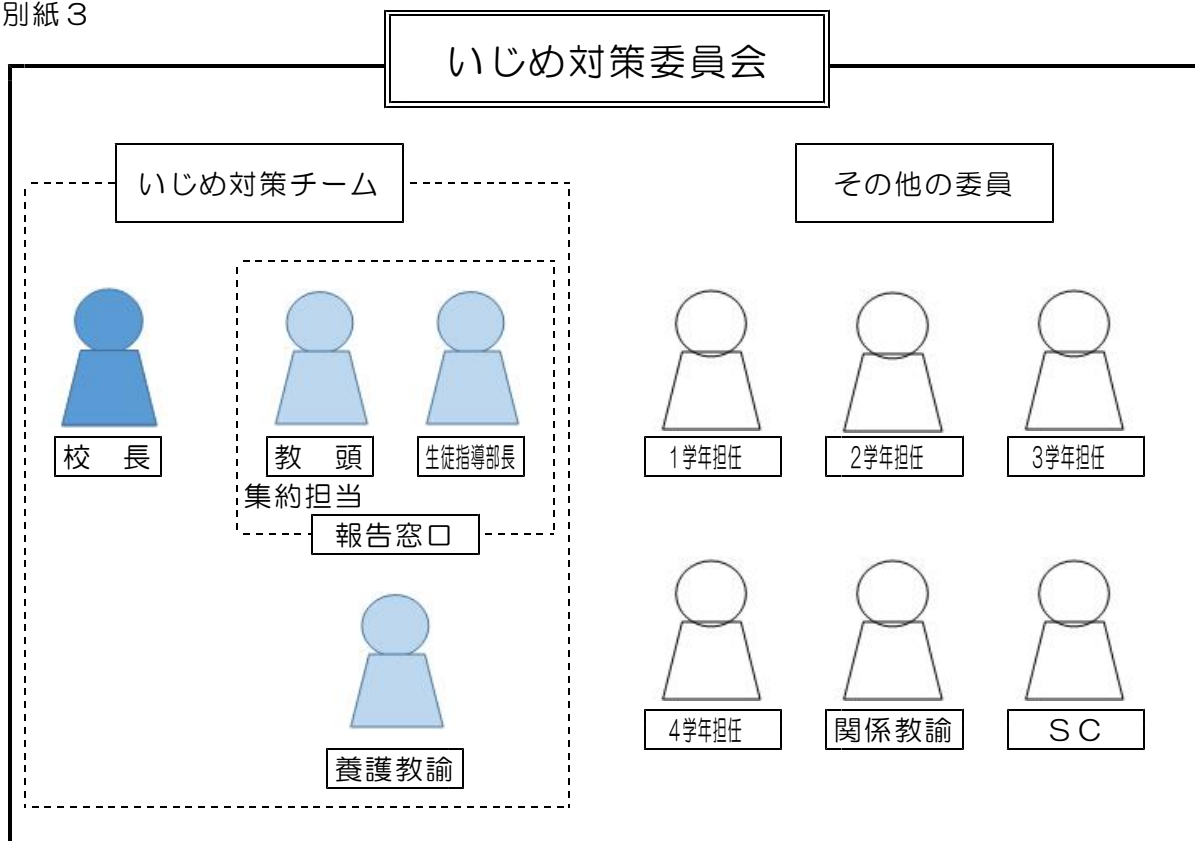 別紙３
いじめ対策委員会
いじめ対策チーム
その他の委員
校　長
教　頭
生徒指導部長
集約担当
報告窓口
養護教諭
１学年担任
２学年担任
３学年担任
４学年担任
関係教諭
ＳＣ